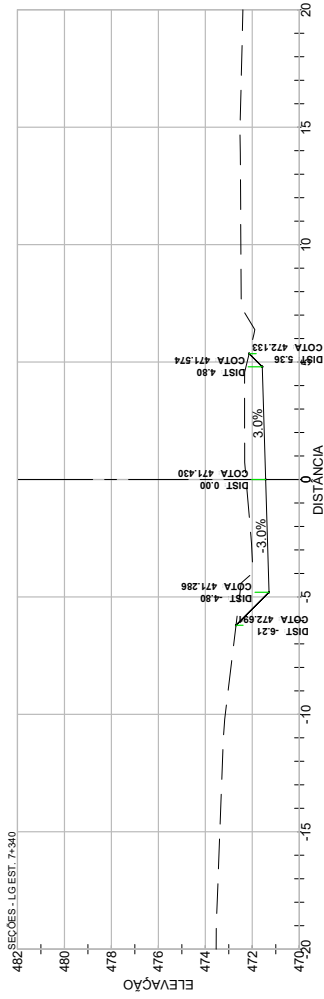 SEÇÕES - LG EST. 7+340
482
480
478
476
474
472
470
ELEVAÇÃO
DIST -6.21
COTA 472.691
DIST -4.80
COTA 471.286
DIST 0.00
COTA 471.430
DIST 4.80
COTA 471.574
DIST 5.36
COTA 472.133
-3.0%
3.0%
-20
-15
-10
-5
0
5
10
15
20
DISTÂNCIA